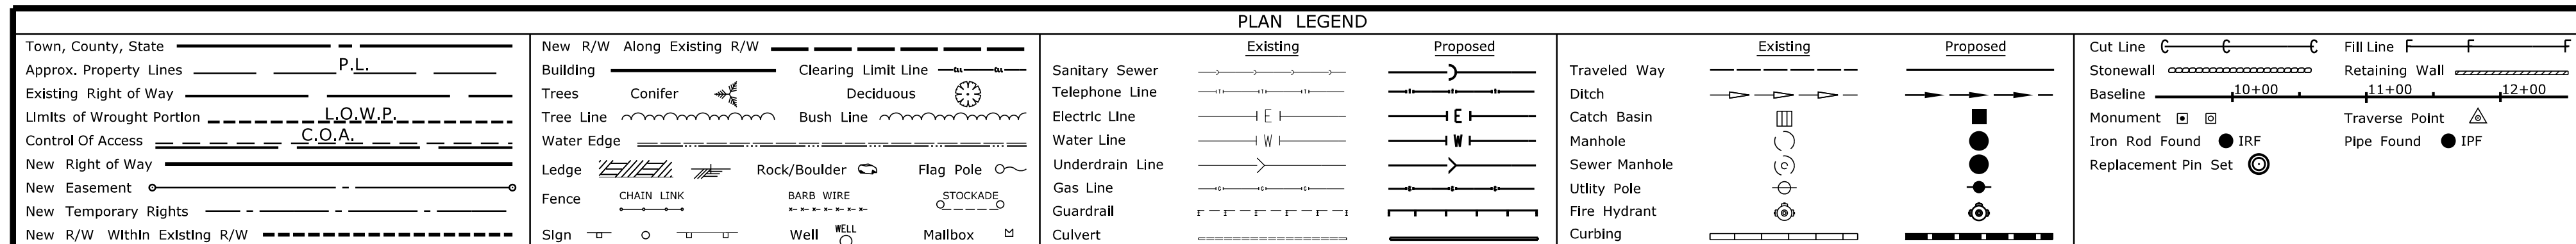 PLAN LEGEND
Town, County, State
Approx. Property Lines P.L.
Existing Right of Way
Limits of Wrought Portion L.O.W.P.
Control Of Access C.O.A.
New Right of Way
New Easement
New Temporary Rights
New R/W Within Existing R/W
New R/W Along Existing R/W
Building Clearing Limit Line
Trees Conifer Deciduous
Tree Line Bush Line
Water Edge
Ledge Rock/Boulder Flag Pole
Fence CHAIN LINK BARB WIRE STOCKADE
Sign Well WELL Mailbox M
Existing Proposed
Sanitary Sewer
Telephone Line T T T T T T
Electric Line E E
Water Line W W
Underdrain Line
Gas Line G G G G G G
Guardrail
Culvert
Existing Proposed
Traveled Way
Ditch
Catch Basin
Manhole
Sewer Manhole
Utlity Pole
Fire Hydrant
Curbing
Cut Line C C C Fill Line F F F
Stonewall Retaining Wall
Baseline 10+00 11+00 12+00
Monument Traverse Point
Iron Rod Found IRF Pipe Found IPF
Replacement Pin Set